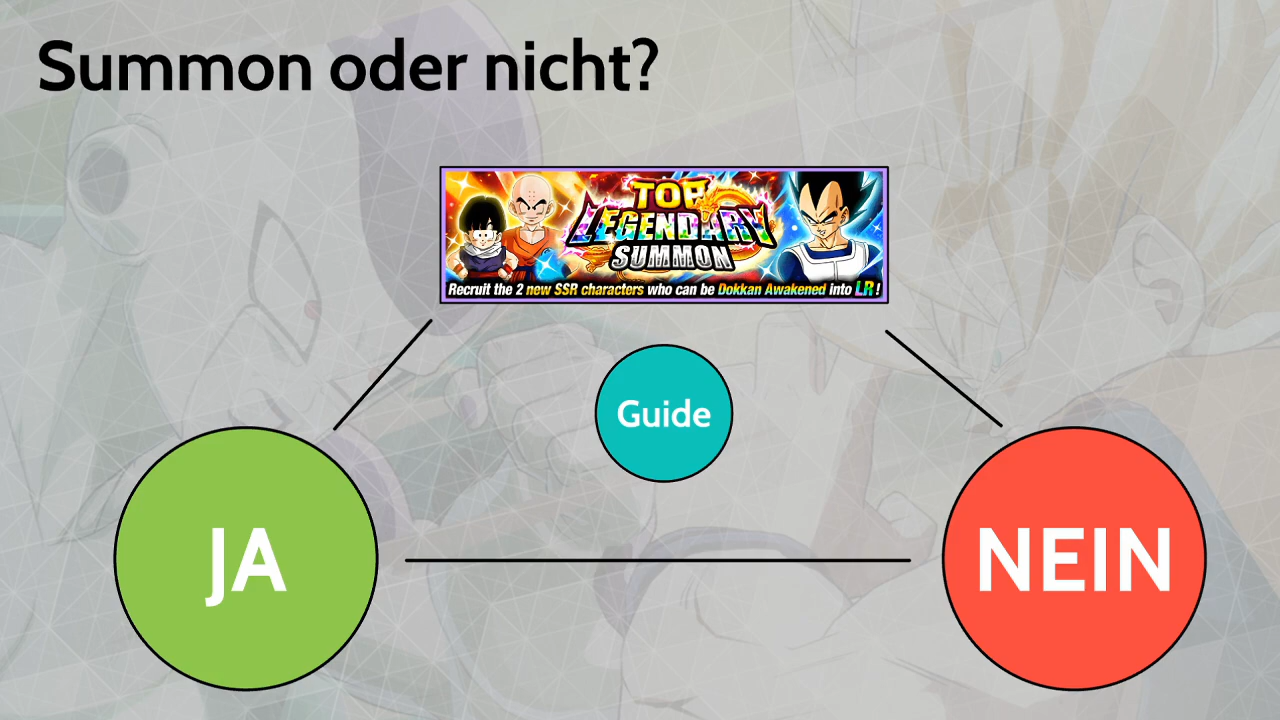 Summon oder nicht?
TOP
LEGENDARY
SUMMON
Recruit the 2 new SSR characters who can be Dokkan Awakened into LR!
Guide
JA
NEIN